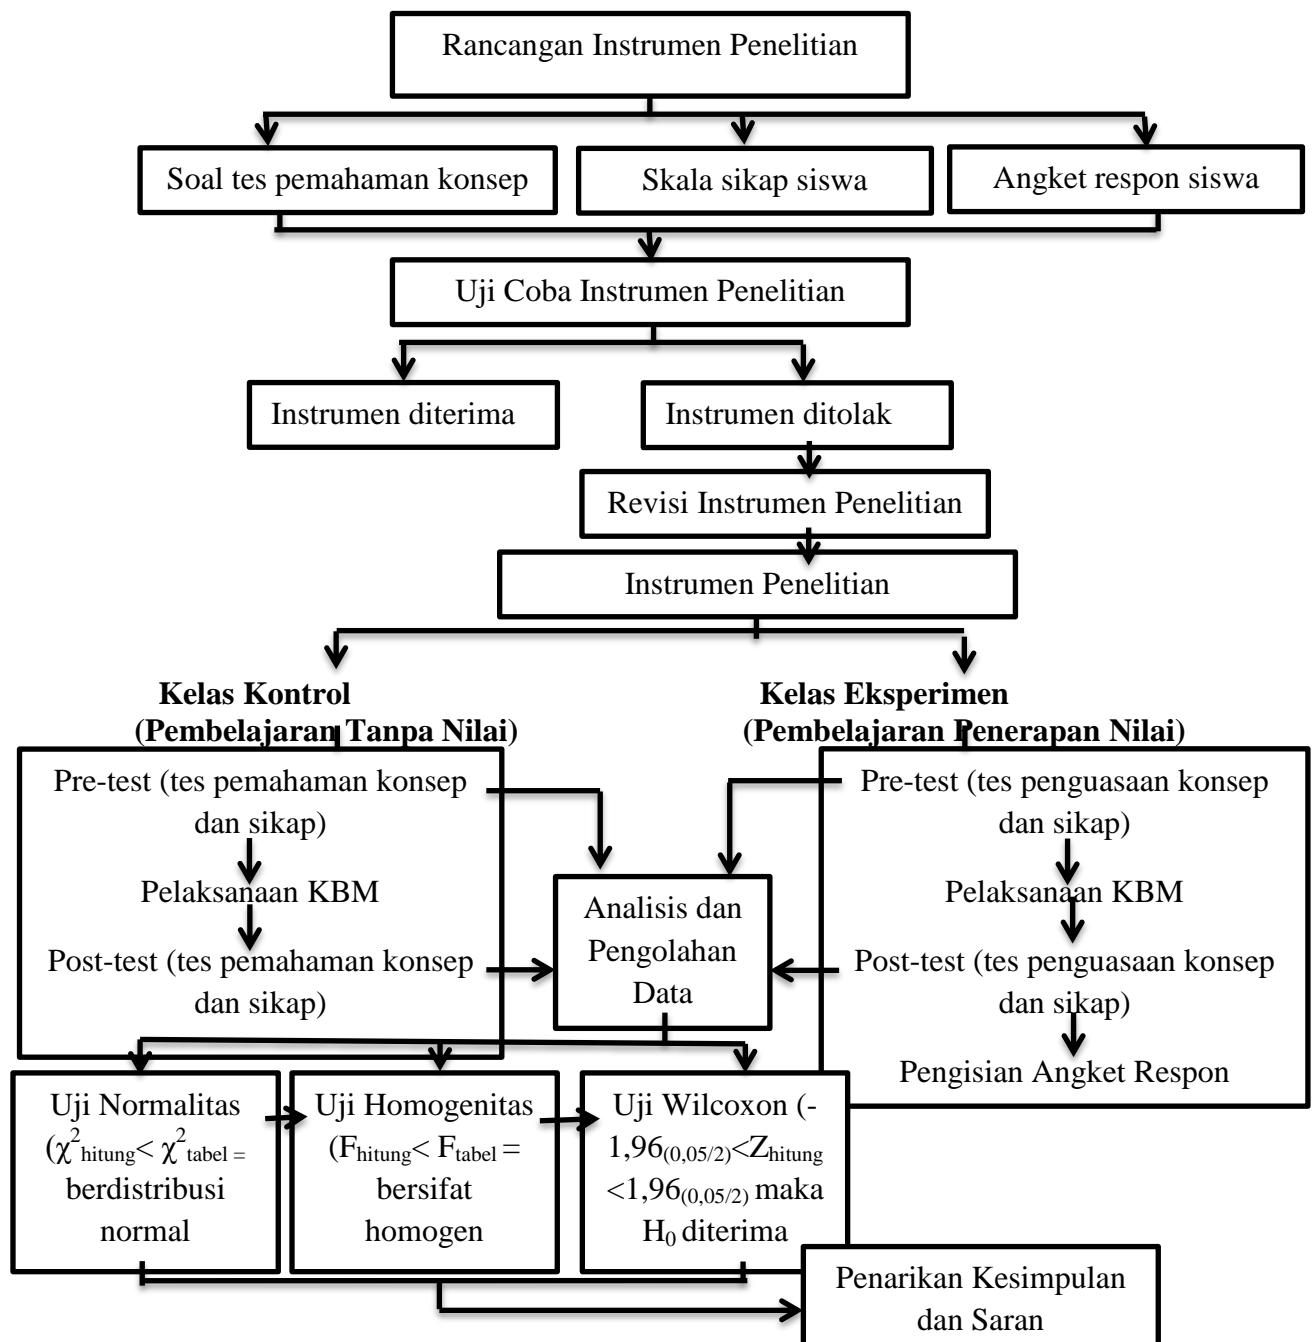 Rancangan Instrumen Penelitian
Soal tes pemahaman konsep
Skala sikap siswa
Angket respon siswa
Uji Coba Instrumen Penelitian
Instrumen diterima
Instrumen ditolak
Revisi Instrumen Penelitian
Instrumen Penelitian
Kelas Kontrol
(Pembelajaran Tanpa Nilai)
Kelas Eksperimen
(Pembelajaran Penerapan Nilai)
Pre-test (tes pemahaman konsep
dan sikap)
Pelaksanaan KBM
Post-test (tes pemahaman konsep
dan sikap)
Analisis dan
Pengolahan
Data
Pre-test (tes penguasaan konsep
dan sikap)
Pelaksanaan KBM
Post-test (tes penguasaan konsep
dan sikap)
Pengisian Angket Respon
Uji Normalitas
(χ²hitung< χ²tabel =
berdistribusi
normal
Uji Homogenitas
(Fhitung< Ftabel =
bersifat
homogen
Uji Wilcoxon (-
1,96(0,05/2)<Zhitung
<1,96(0,05/2) maka
H0 diterima
Penarikan Kesimpulan
dan Saran